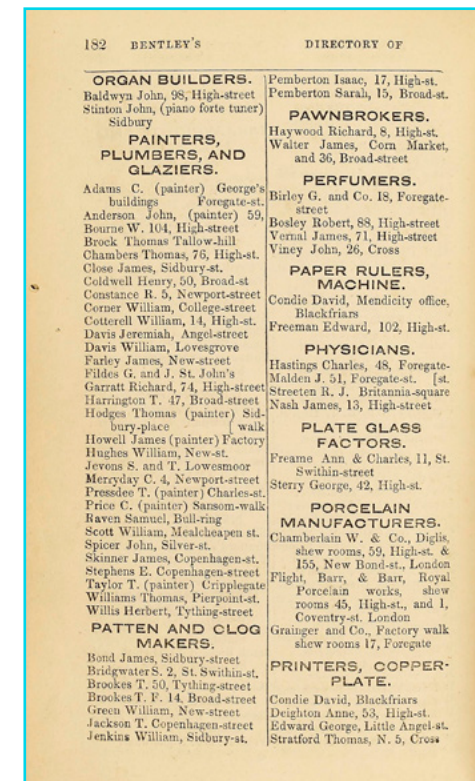 182 BENTLEY'S DIRECTORY OF
ORGAN BUILDERS.
Baldwyn John, 98, High-street
Stinton John, (piano forte tuner)
Sidbury
PAINTERS,
PLUMBERS, AND
GLAZIERS.
Adams C. (painter) George's
buildings Foregate-st.
Anderson John, (painter) 59,
Bourne W. 104, High-street
Brock Thomas Tallow-hill
Chambers Thomas, 76, High-st.
Close James, Sidbury-st.
Coldwell Henry, 50, Broad-st
Constance R. 5, Newport-street
Corner William, College-street
Cotterell William, 14, High-st.
Davis Jeremiah, Angel-street
Davis William, Lovesgrove
Farley James, New-street
Fildes G. and J. St. John's
Garratt Richard, 74, High-street
Harrington T. 47, Broad-street
Hodges Thomas (painter) Sid-
bury-place [ walk
Howell James (painter) Factory
Hughes William, New-st.
Jevons S. and T. Lowesmoor
Merryday C. 4, Newport-street
Pressdee T. (painter) Charles-st.
Price C. (painter) Sansom-walk
Raven Samuel, Bull-ring
Scott William, Mealcheapen st.
Spicer John, Silver-st.
Skinner James, Copenhagen-st.
Stephens E. Copenhagen-street
Taylor T. (painter) Cripplegate
Williams Thomas, Pierpoint-st.
Willis Herbert, Tything-street
PATTEN AND CLOG
MAKERS.
Bond James, Sidbury-street
Bridgwater S. 2, St. Swithin-st.
Brookes T. 50, Tything-street
Brookes T. F. 14, Broad-street
Green William, New-street
Jackson T. Copenhagen-street
Jenkins William, Sidbury-st.
Pemberton Isaac, 17, High-st.
Pemberton Sarah, 15, Broad-st.
PAWNBROKERS.
Haywood Richard, 8, High-st.
Walter James, Corn Market,
and 36, Broad-street
PERFUMERS.
Birley G. and Co. 18, Foregate-
street
Bosley Robert, 88, High-street
Vernal James, 71, High-street
Viney John, 26, Cross
PAPER RULERS,
MACHINE.
Condie David, Mendicity office,
Blackfriars
Freeman Edward, 102, High-st.
PHYSICIANS.
Hastings Charles, 48, Foregate-
Malden J. 51, Foregate-st. [st.
Streeten R. J. Britannia-square
Nash James, 13, High-street
PLATE GLASS
FACTORS.
Freame Ann & Charles, 11, St.
Swithin-street
Sterry George, 42, High-st.
PORCELAIN
MANUFACTURERS.
Chamberlain W. & Co., Diglis,
shew rooms, 59, High-st. &
155, New Bond-st., London
Flight, Barr, & Barr, Royal
Porcelain works, shew
rooms 45, High-st., and 1,
Coventry-st. London
Grainger and Co., Factory walk
shew rooms 17, Foregate
PRINTERS, COPPER-
PLATE.
Condie David, Blackfriars
Deighton Anne, 53, High-st.
Edward George, Little Angel-st.
Stratford Thomas, N. 5, Cross